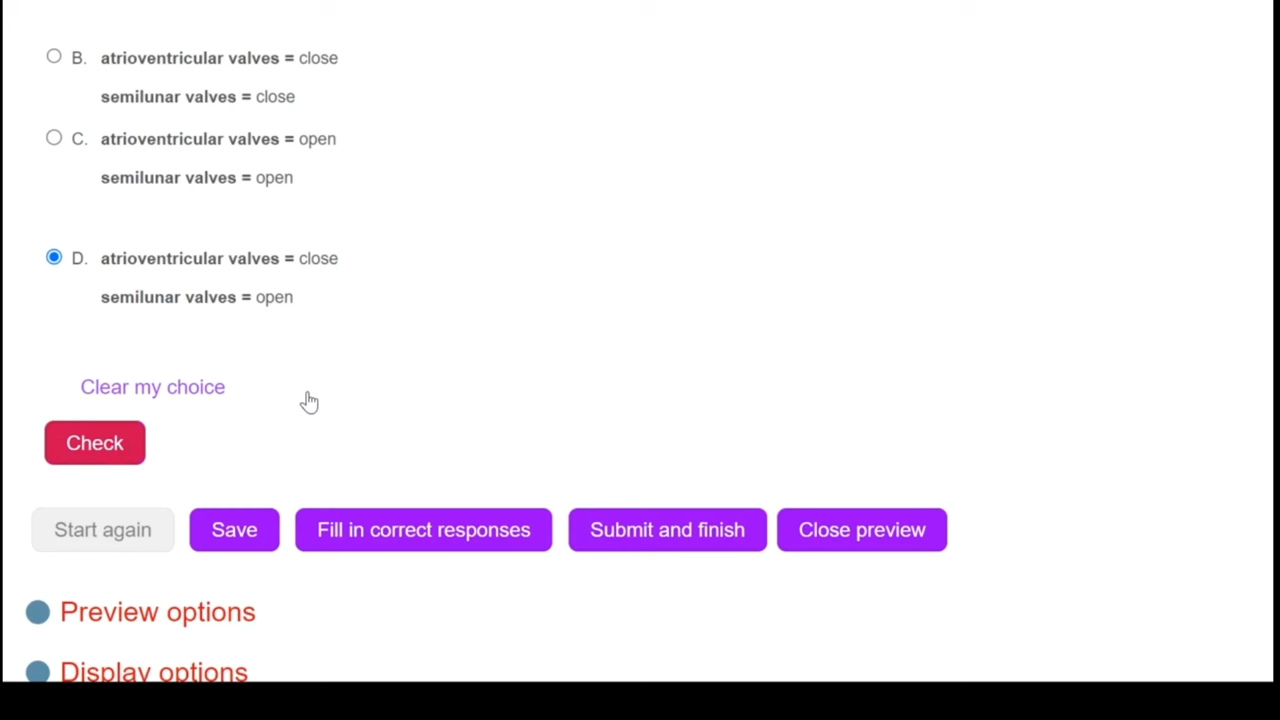 B. atrioventricular valves = close
semilunar valves = close
C. atrioventricular valves = open
semilunar valves = open
D. atrioventricular valves = close
semilunar valves = open
Clear my choice
Check
Start again Save Fill in correct responses Submit and finish Close preview
Preview options
Display options